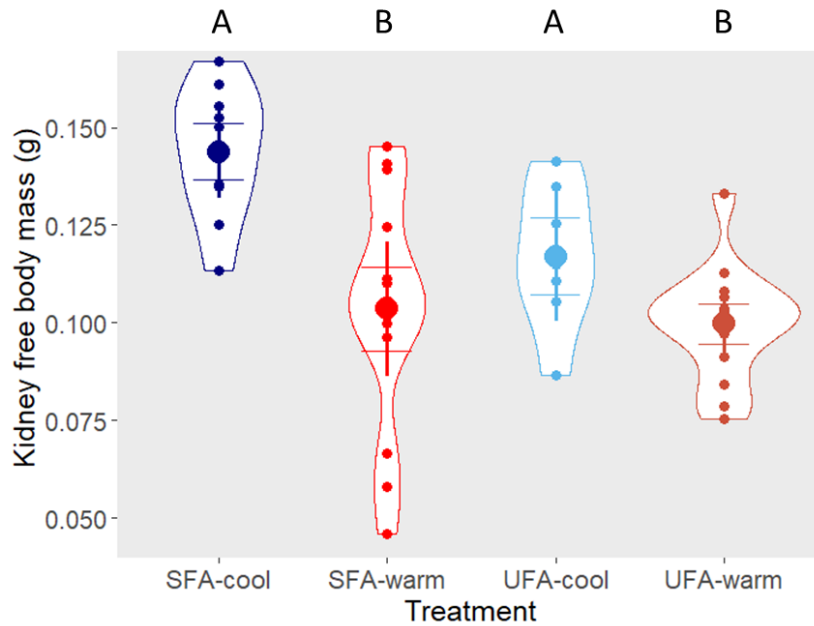 A B A B
Kidney free body mass (g)
0.150
0.125
0.100
0.075
0.050
SFA-cool SFA-warm UFA-cool UFA-warm
Treatment